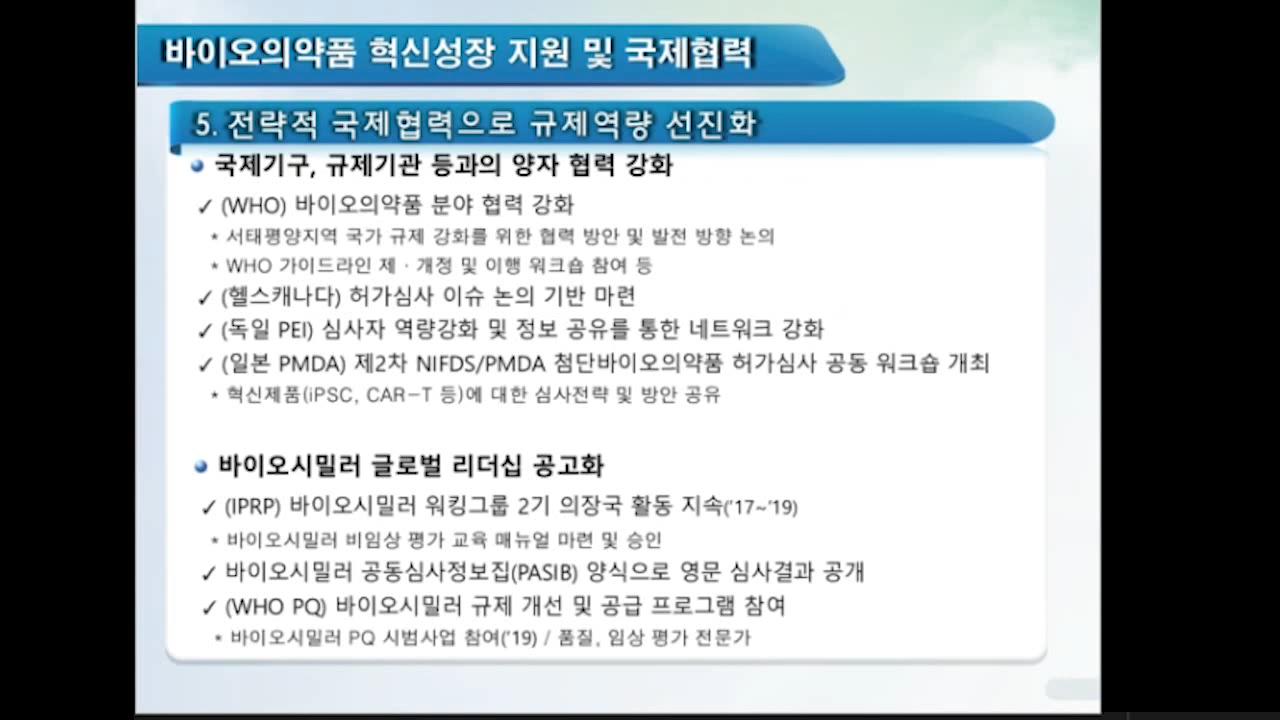 바이오의약품 혁신성장 지원 및 국제협력
5. 전략적 국제협력으로 규제역량 선진화
국제기구, 규제기관 등과의 양자 협력 강화
✓ (WHO) 바이오의약품 분야 협력 강화
* 서태평양지역 국가 규제 강화를 위한 협력 방안 및 발전 방향 논의
* WHO 가이드라인 제·개정 및 이행 워크숍 참여 등
✓ (헬스캐나다) 허가심사 이슈 논의 기반 마련
✓ (독일 PEI) 심사자 역량강화 및 정보 공유를 통한 네트워크 강화
✓ (일본 PMDA) 제2차 NIFDS/PMDA 첨단바이오의약품 허가심사 공동 워크숍 개최
* 혁신제품(iPSC, CAR-T 등)에 대한 심사전략 및 방안 공유
바이오시밀러 글로벌 리더십 공고화
✓ (IPRP) 바이오시밀러 워킹그룹 2기 의장국 활동 지속('17~'19)
* 바이오시밀러 비임상 평가 교육 매뉴얼 마련 및 승인
✓ 바이오시밀러 공동심사정보집(PASIB) 양식으로 영문 심사결과 공개
✓ (WHO PQ) 바이오시밀러 규제 개선 및 공급 프로그램 참여
* 바이오시밀러 PQ 시범사업 참여('19) / 품질, 임상 평가 전문가